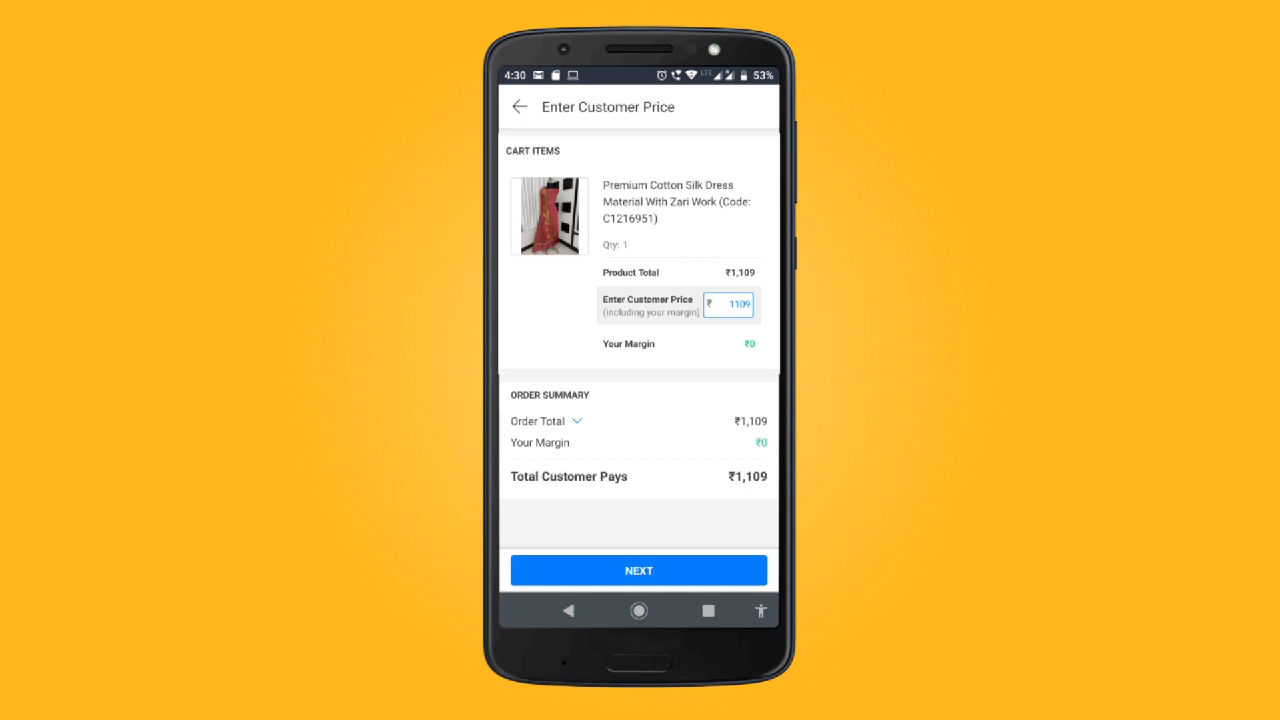 4:30 LTE 53%
Enter Customer Price
CART ITEMS
Premium Cotton Silk Dress
Material With Zari Work (Code:
C1216951)
Qty: 1
Product Total ₹1,109
Enter Customer Price ₹ 1109
(including your margin)
Your Margin ₹0
ORDER SUMMARY
Order Total ₹1,109
Your Margin ₹0
Total Customer Pays ₹1,109
NEXT